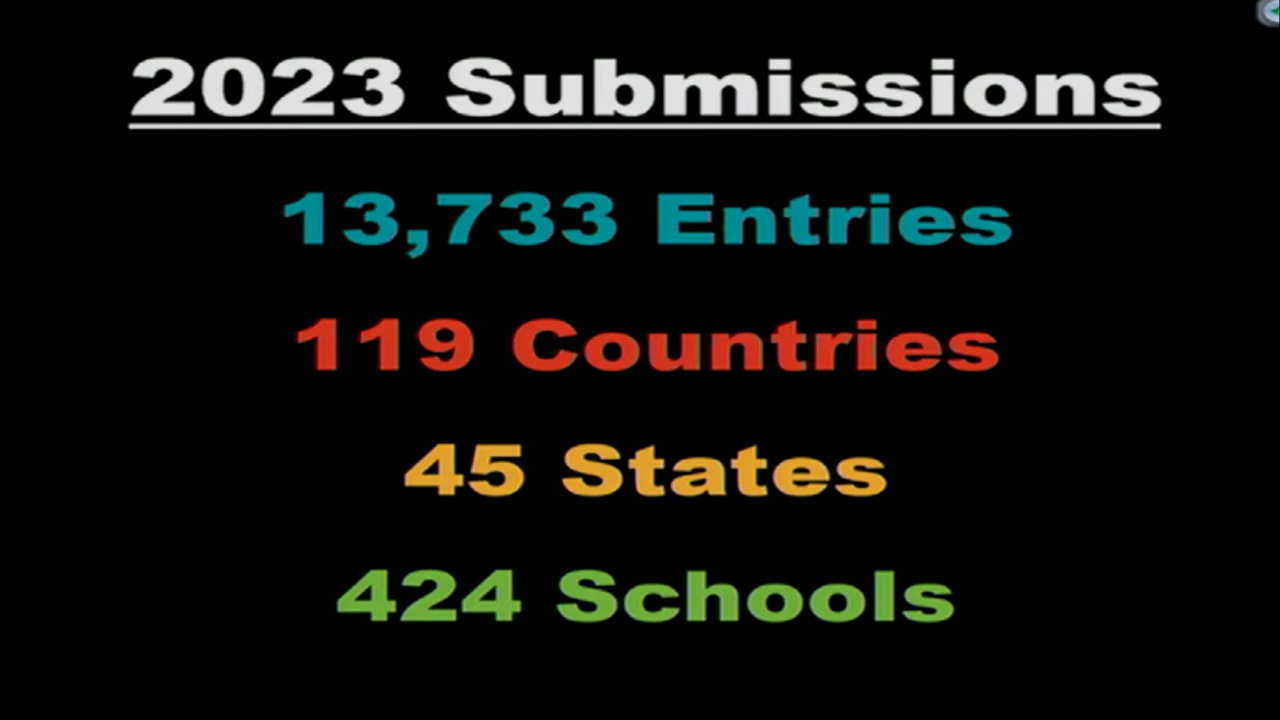 2023 Submissions
13,733 Entries
119 Countries
45 States
424 Schools